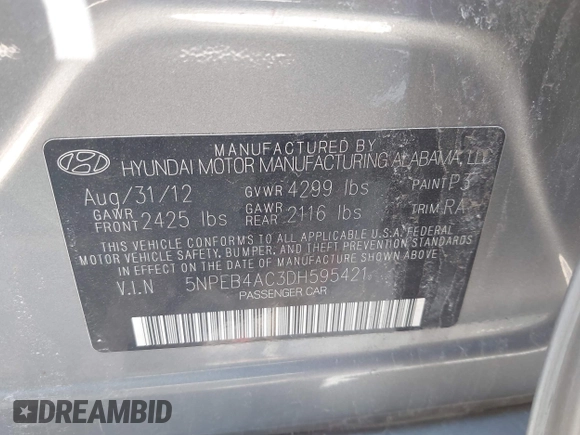 MANUFACTURED BY
HYUNDAI MOTOR MANUFACTURING ALABAMA, LLC
Aug/31/12 GVWR 4299 lbs PAINT P3
GAWR FRONT 2425 lbs GAWR REAR 2116 lbs TRIM RA
THIS VEHICLE CONFORMS TO ALL APPLICABLE U.S.A. FEDERAL
MOTOR VEHICLE SAFETY, BUMPER, AND THEFT PREVENTION STANDARDS
IN EFFECT ON THE DATE OF MANUFACTURE SHOWN ABOVE.
V.I.N 5NPEB4AC3DH595421
PASSENGER CAR
DREAMBID